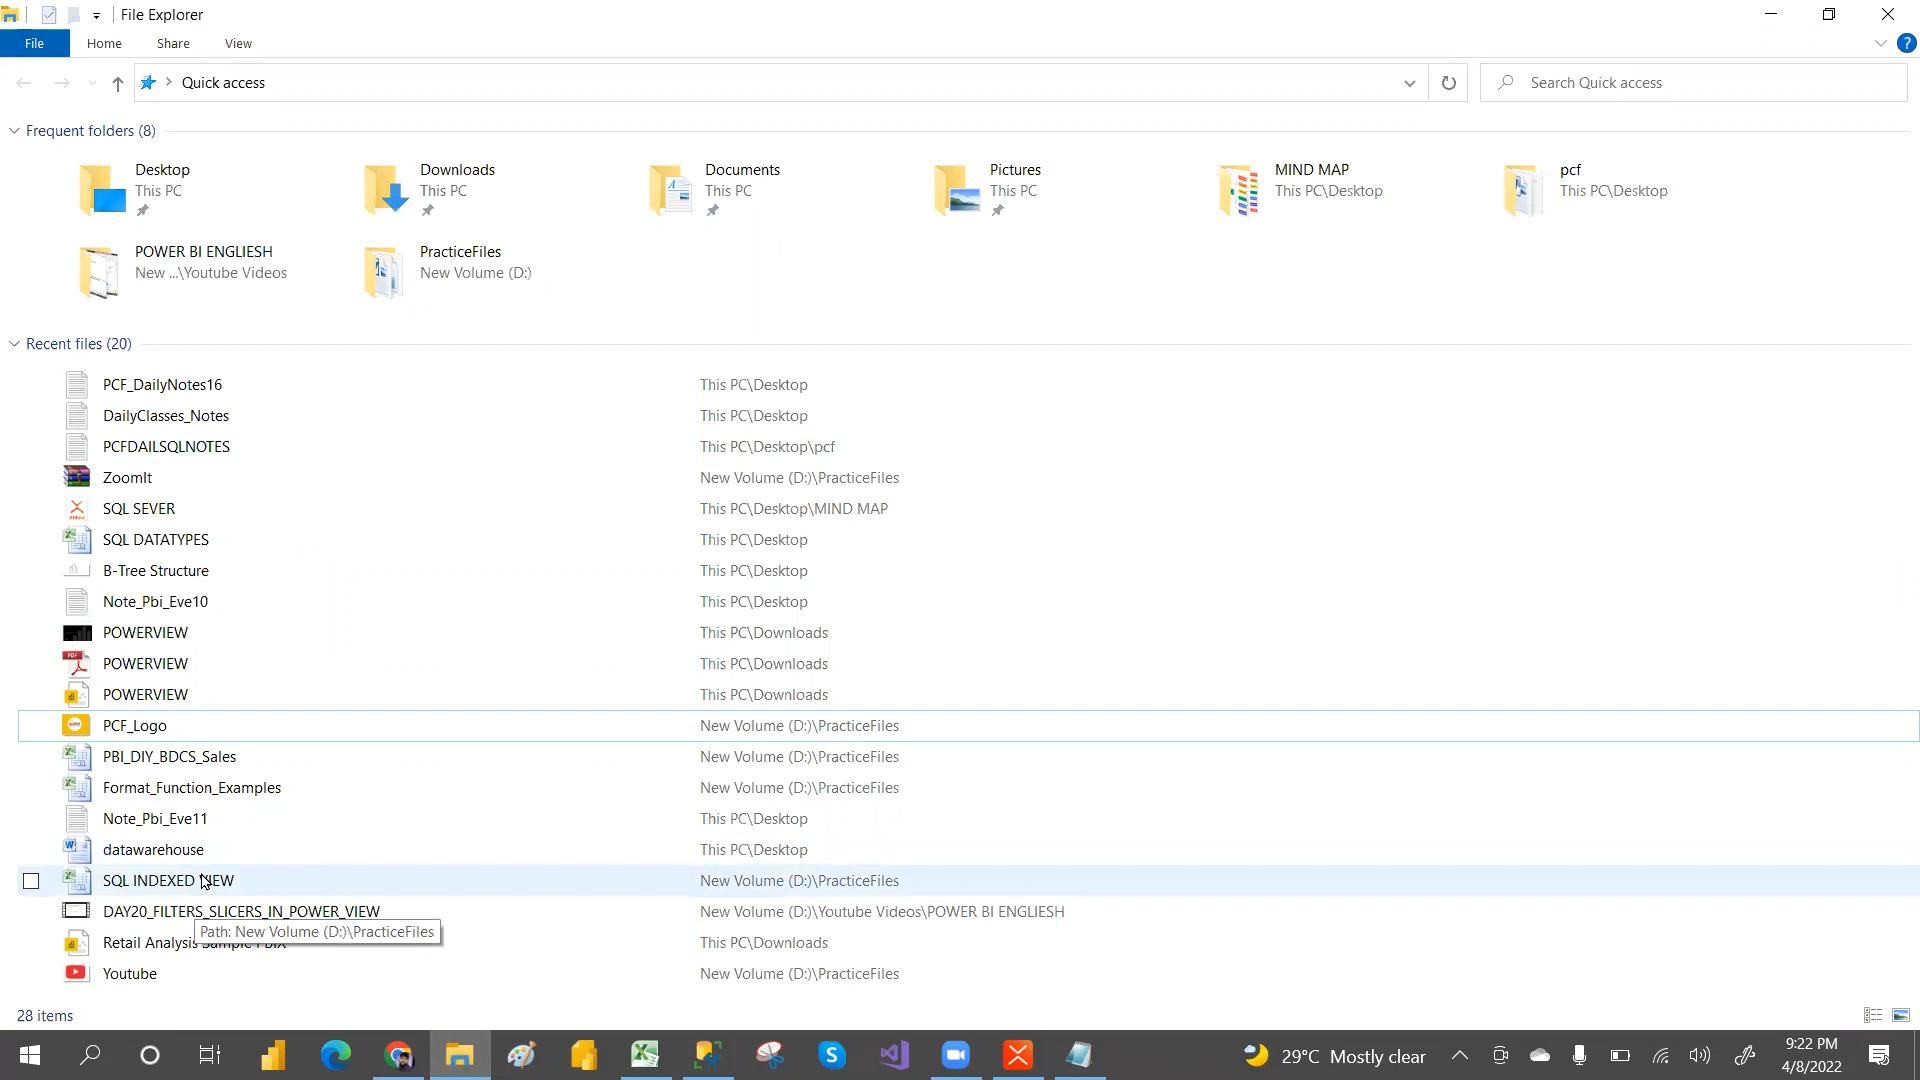 File Explorer
File Home Share View
Quick access
Search Quick access
Frequent folders (8)
Desktop
This PC
Downloads
This PC
Documents
This PC
Pictures
This PC
MIND MAP
This PC\Desktop
pcf
This PC\Desktop
POWER BI ENGLIESH
New ...\Youtube Videos
PracticeFiles
New Volume (D:)
Recent files (20)
PCF_DailyNotes16 This PC\Desktop
DailyClasses_Notes This PC\Desktop
PCFDAILSQLNOTES This PC\Desktop\pcf
ZoomIt New Volume (D:)\PracticeFiles
SQL SEVER This PC\Desktop\MIND MAP
SQL DATATYPES This PC\Desktop
B-Tree Structure This PC\Desktop
Note_Pbi_Eve10 This PC\Desktop
POWERVIEW This PC\Downloads
POWERVIEW This PC\Downloads
POWERVIEW This PC\Downloads
PCF_Logo New Volume (D:)\PracticeFiles
PBI_DIY_BDCS_Sales New Volume (D:)\PracticeFiles
Format_Function_Examples New Volume (D:)\PracticeFiles
Note_Pbi_Eve11 This PC\Desktop
datawarehouse This PC\Desktop
SQL INDEXED VIEW New Volume (D:)\PracticeFiles
DAY20_FILTERS_SLICERS_IN_POWER_VIEW New Volume (D:)\Youtube Videos\POWER BI ENGLIESH
Path: New Volume (D:)\PracticeFiles
Retail Analysis Sample PBIX This PC\Downloads
Youtube New Volume (D:)\PracticeFiles
28 items
29°C Mostly clear
9:22 PM
4/8/2022